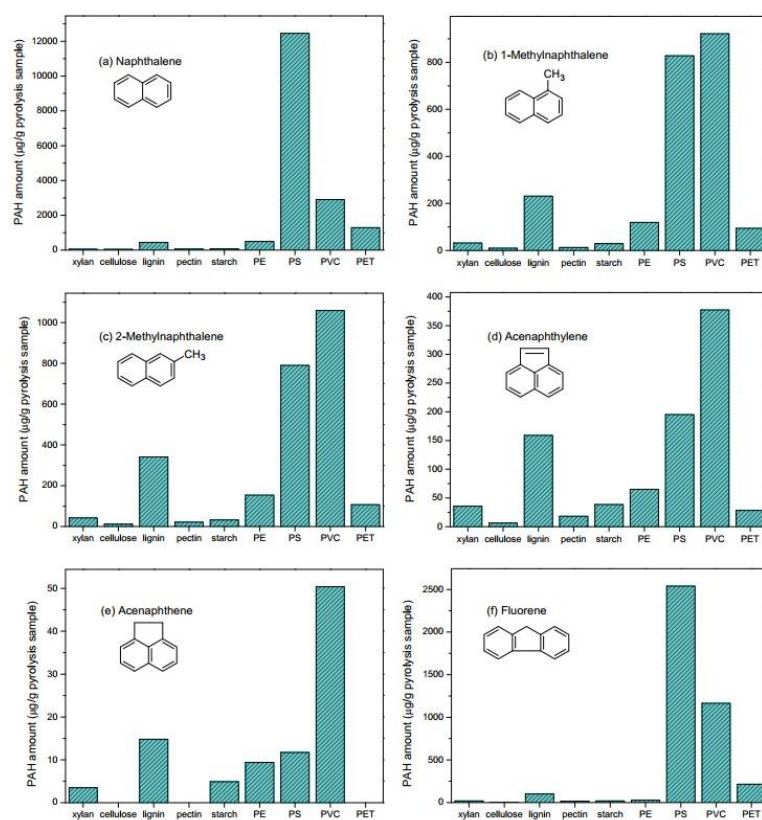 PAH amount (μg/g pyrolysis sample)
12000
10000
8000
6000
4000
2000
0
(a) Naphthalene
xylan cellulose lignin pectin starch PE PS PVC PET
PAH amount (μg/g pyrolysis sample)
800
600
400
200
0
(b) 1-Methylnaphthalene
CH3
xylan cellulose lignin pectin starch PE PS PVC PET
PAH amount (μg/g pyrolysis sample)
1000
800
600
400
200
0
(c) 2-Methylnaphthalene
CH3
xylan cellulose lignin pectin starch PE PS PVC PET
PAH amount (μg/g pyrolysis sample)
400
350
300
250
200
150
100
50
0
(d) Acenaphthylene
xylan cellulose lignin pectin starch PE PS PVC PET
PAH amount (μg/g pyrolysis sample)
50
40
30
20
10
0
(e) Acenaphthene
xylan cellulose lignin pectin starch PE PS PVC PET
PAH amount (μg/g pyrolysis sample)
2500
2000
1500
1000
500
0
(f) Fluorene
xylan cellulose lignin pectin starch PE PS PVC PET